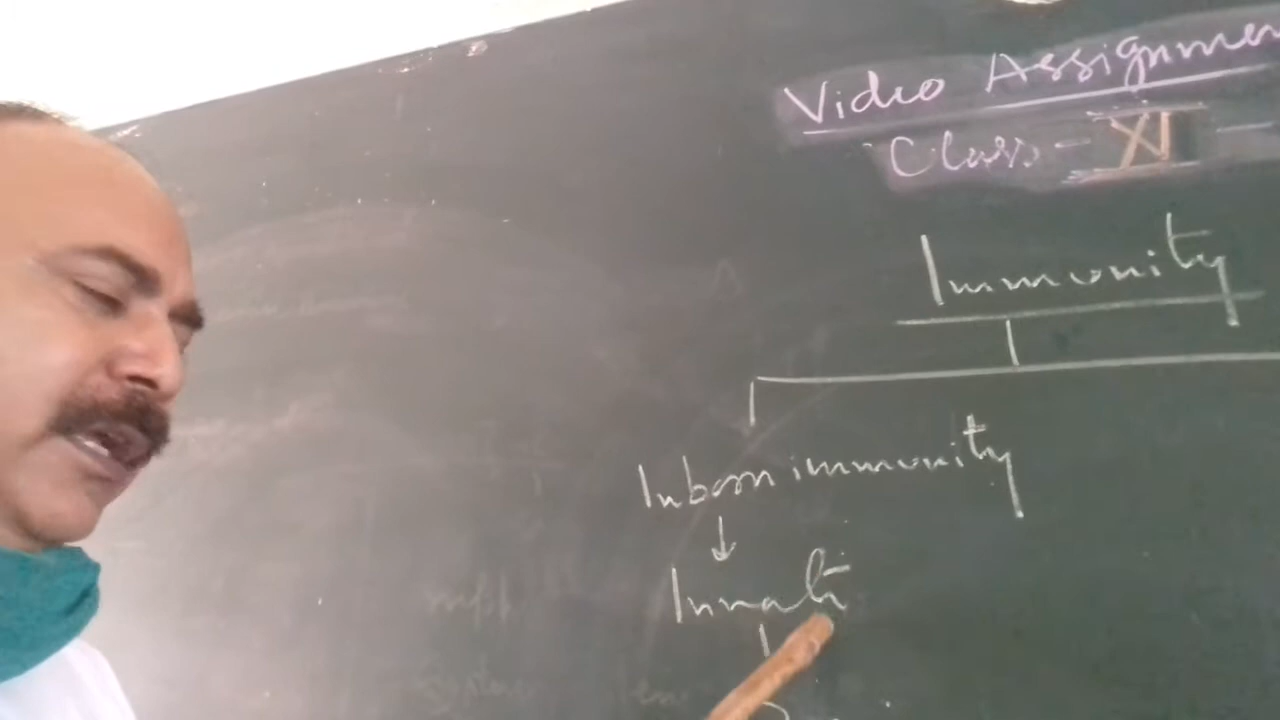 Video Assignmen
Class - XI -
Immunity
Inborn immunity
↓
Innate